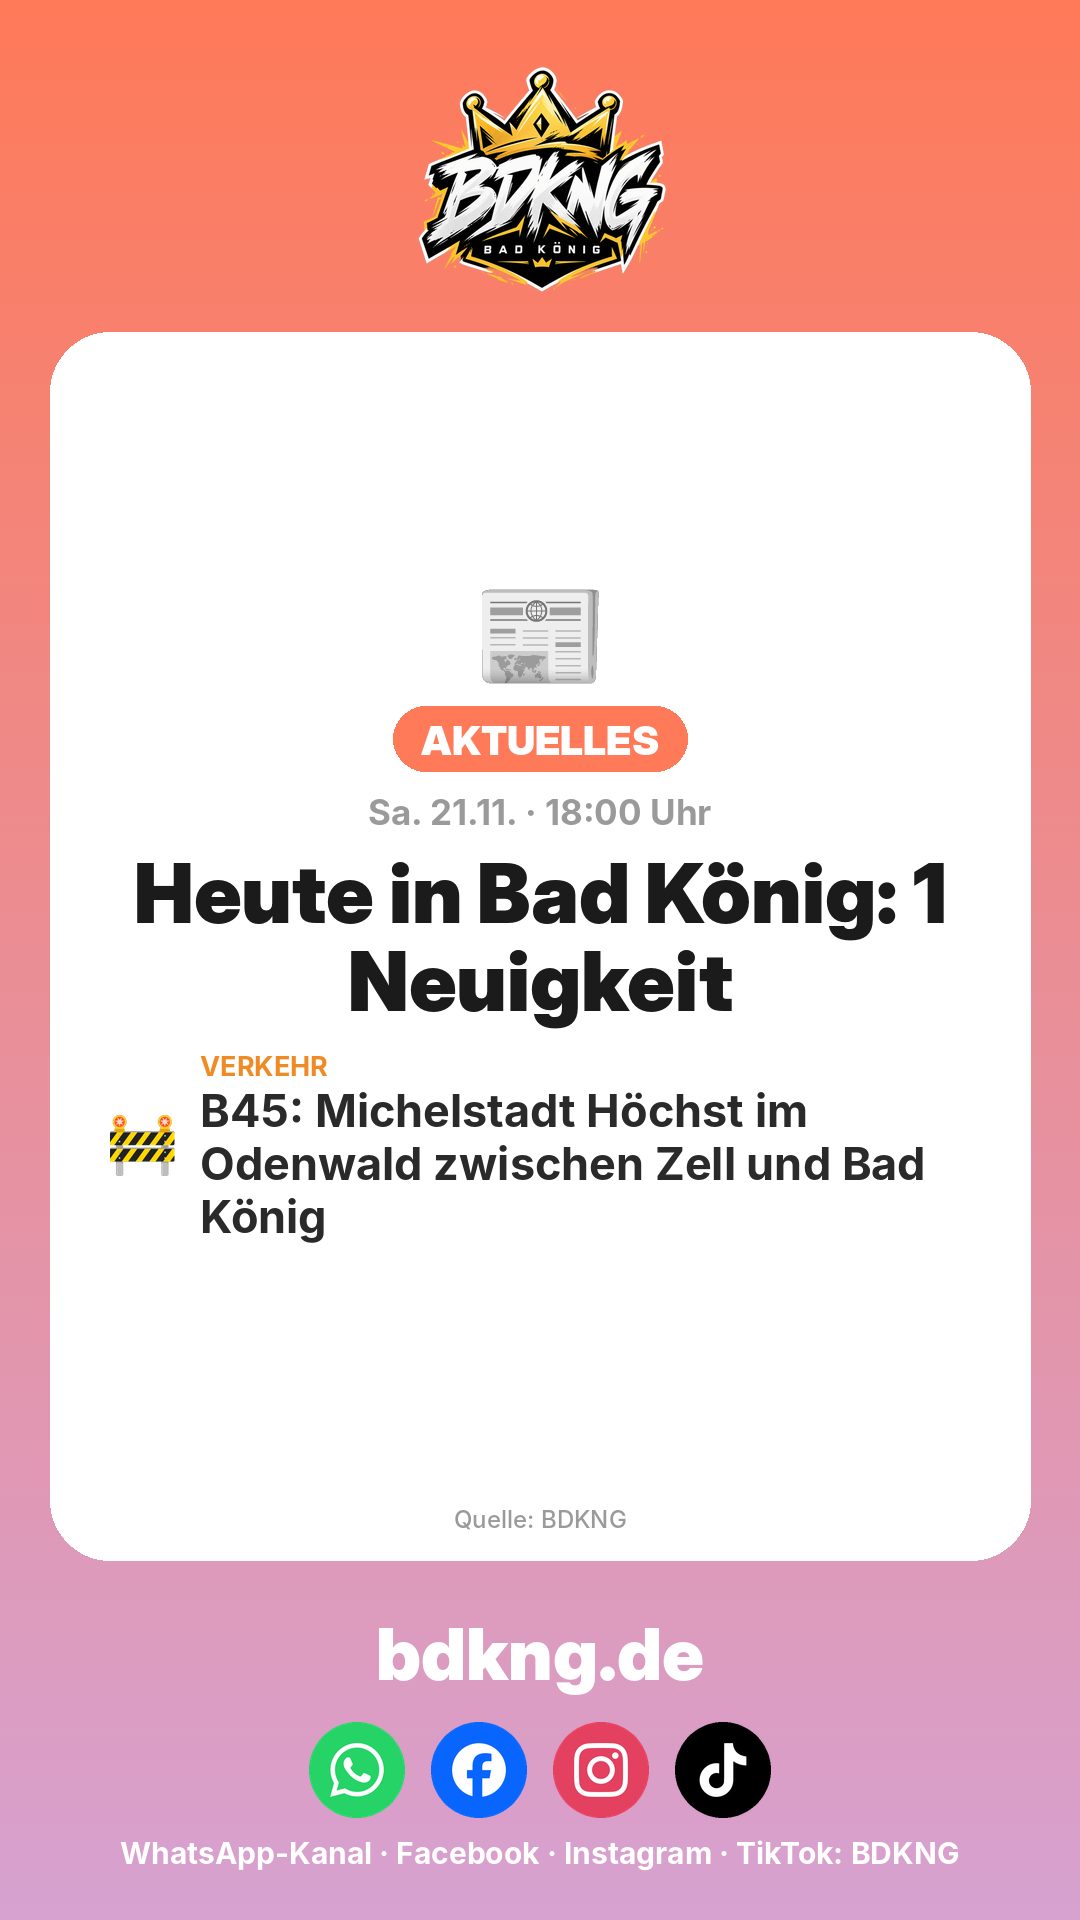 BDKNG
BAD KÖNIG
AKTUELLES
Sa. 21.11. · 18:00 Uhr
Heute in Bad König: 1
Neuigkeit
VERKEHR
B45: Michelstadt Höchst im
Odenwald zwischen Zell und Bad
König
Quelle: BDKNG
bdkng.de
WhatsApp-Kanal · Facebook · Instagram · TikTok: BDKNG